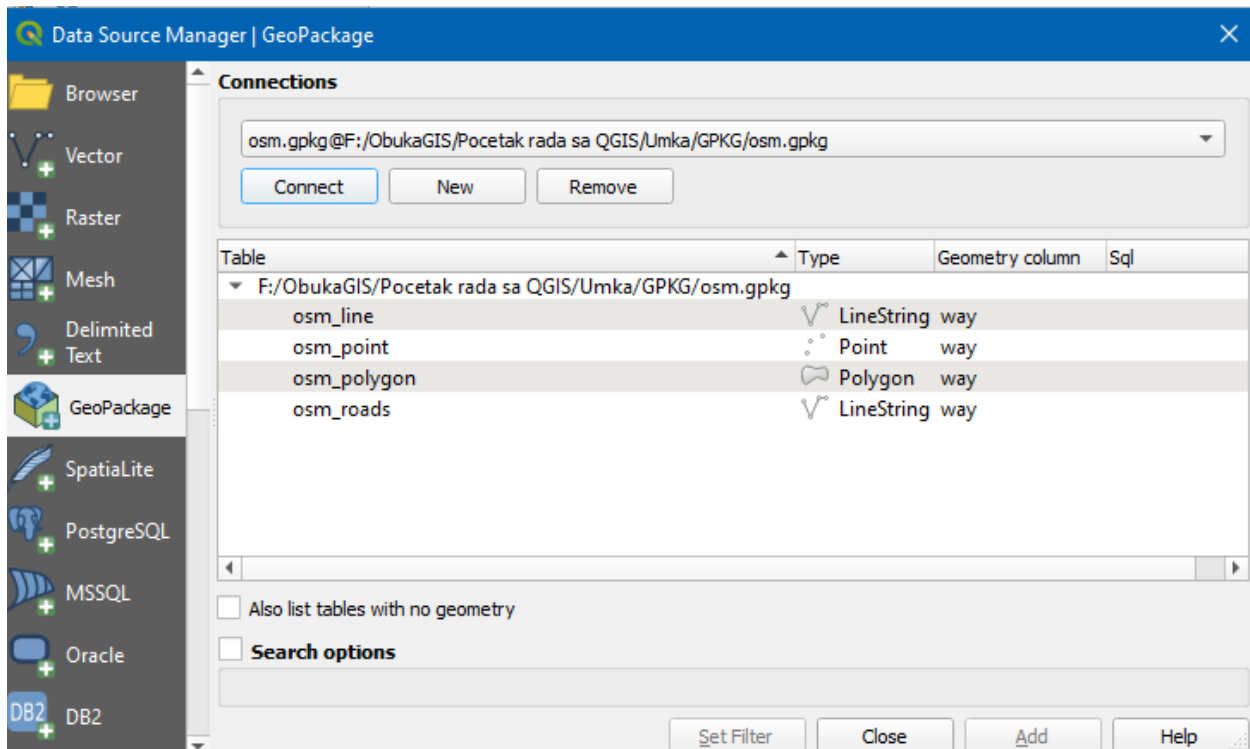 Data Source Manager | GeoPackage
Browser
Vector
Raster
Mesh
Delimited
Text
GeoPackage
SpatiaLite
PostgreSQL
MSSQL
Oracle
DB2
DB2
Connections
osm.gpkg@F:/ObukaGIS/Pocetak rada sa QGIS/Umka/GPKG/osm.gpkg
Connect New Remove
Table Type Geometry column Sql
F:/ObukaGIS/Pocetak rada sa QGIS/Umka/GPKG/osm.gpkg
osm_line LineString way
osm_point Point way
osm_polygon Polygon way
osm_roads LineString way
Also list tables with no geometry
Search options
Set Filter Close Add Help